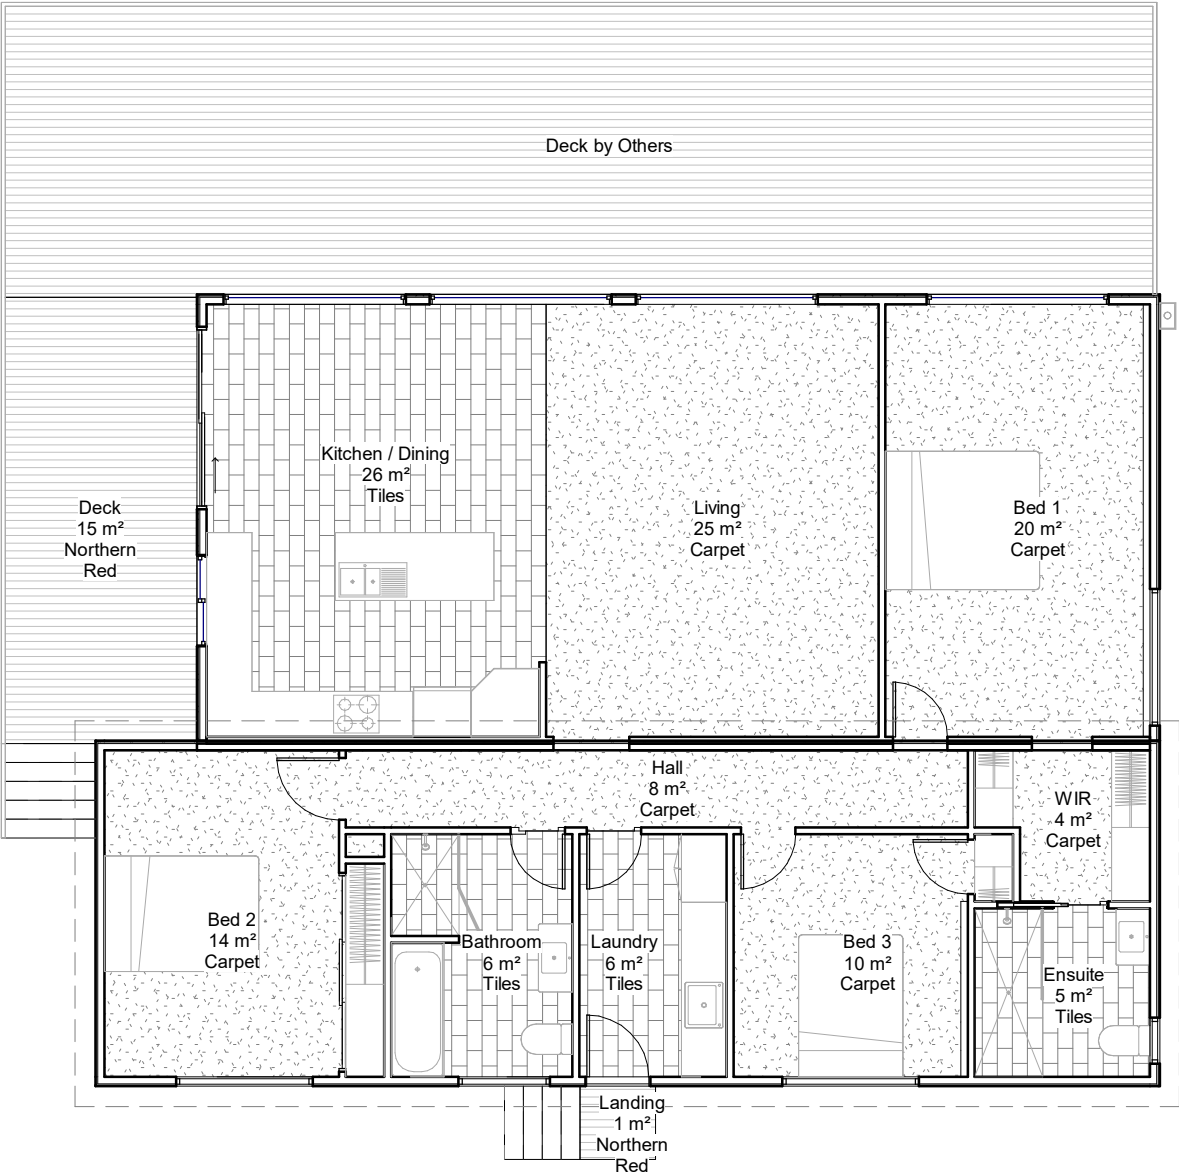 Deck by Others
Kitchen / Dining
26 m²
Tiles
Deck
15 m²
Northern
Red
Living
25 m²
Carpet
Bed 1
20 m²
Carpet
Hall
8 m²
Carpet
WIR
4 m²
Carpet
Bed 2
14 m²
Carpet
Bathroom
6 m²
Tiles
Laundry
6 m²
Tiles
Bed 3
10 m²
Carpet
Ensuite
5 m²
Tiles
Landing
1 m²
Northern
Red